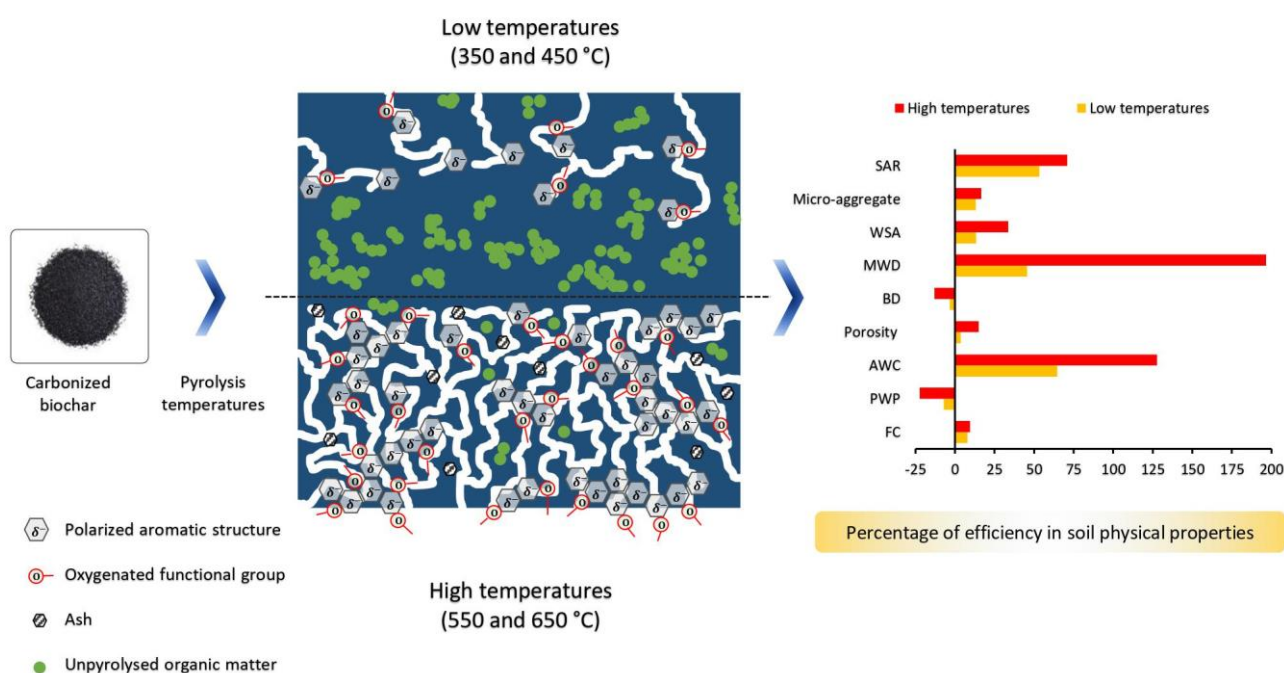 Low temperatures
(350 and 450 °C)
Carbonized
biochar
Pyrolysis
temperatures
δ⁻ Polarized aromatic structure
O Oxygenated functional group
Ash
Unpyrolysed organic matter
High temperatures
(550 and 650 °C)
High temperatures
Low temperatures
SAR
Micro-aggregate
WSA
MWD
BD
Porosity
AWC
PWP
FC
-25 0 25 50 75 100 125 150 175 200
Percentage of efficiency in soil physical properties